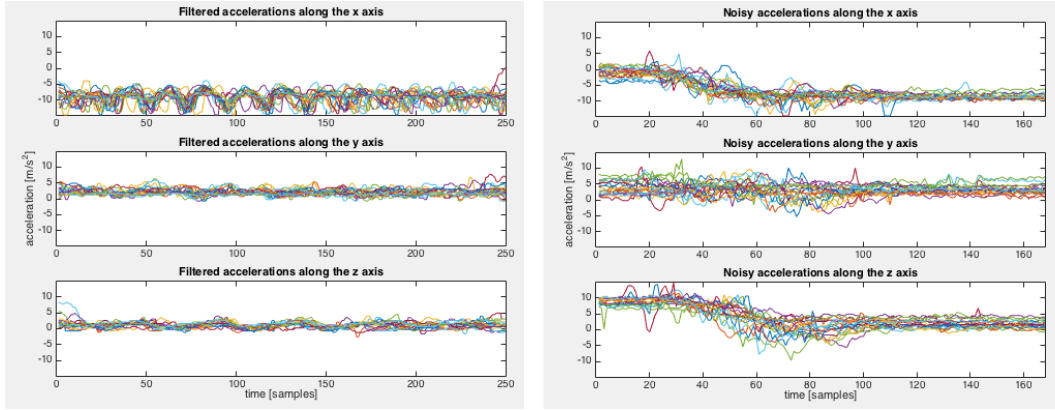 Filtered accelerations along the x axis
10
5
0
-5
-10
0 50 100 150 200 250
Filtered accelerations along the y axis
acceleration [m/s²]
10
5
0
-5
-10
0 50 100 150 200 250
Filtered accelerations along the z axis
10
5
0
-5
-10
0 50 100 150 200 250
time [samples]
Noisy accelerations along the x axis
10
5
0
-5
-10
0 20 40 60 80 100 120 140 160
Noisy accelerations along the y axis
acceleration [m/s²]
10
5
0
-5
-10
0 20 40 60 80 100 120 140 160
Noisy accelerations along the z axis
10
5
0
-5
-10
0 20 40 60 80 100 120 140 160
time [samples]